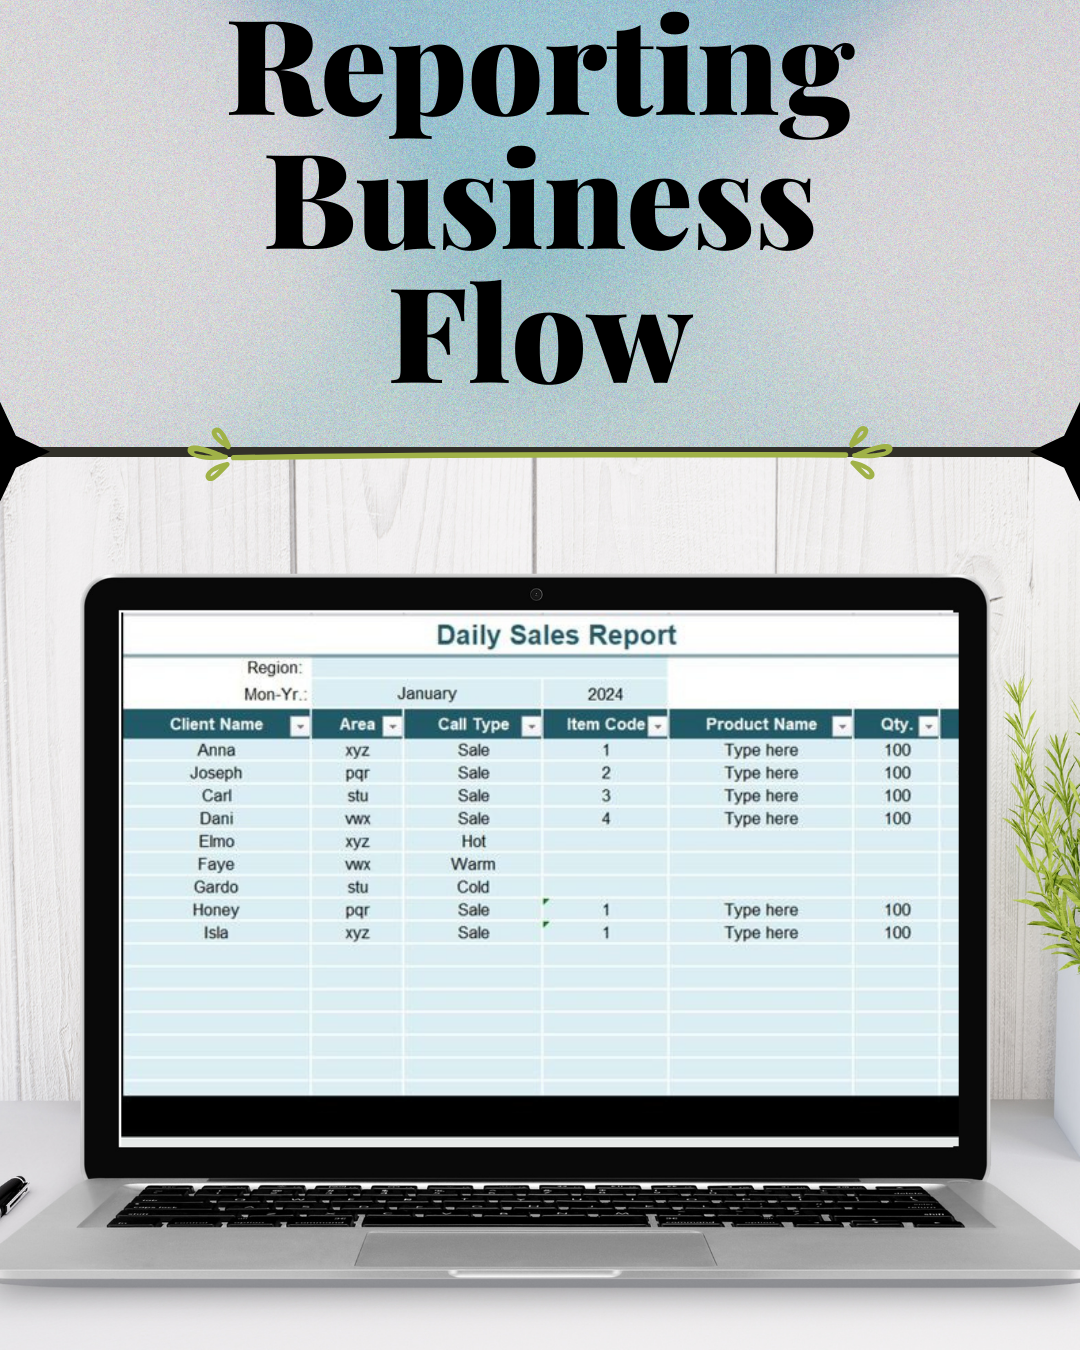 Reporting
Business
Flow
Daily Sales Report
Region:
Mon-Yr.: January 2024
Client Name Area Call Type Item Code Product Name Qty.
Anna xyz Sale 1 Type here 100
Joseph pqr Sale 2 Type here 100
Carl stu Sale 3 Type here 100
Dani vwx Sale 4 Type here 100
Elmo xyz Hot
Faye vwx Warm
Gardo stu Cold
Honey pqr Sale 1 Type here 100
Isla xyz Sale 1 Type here 100